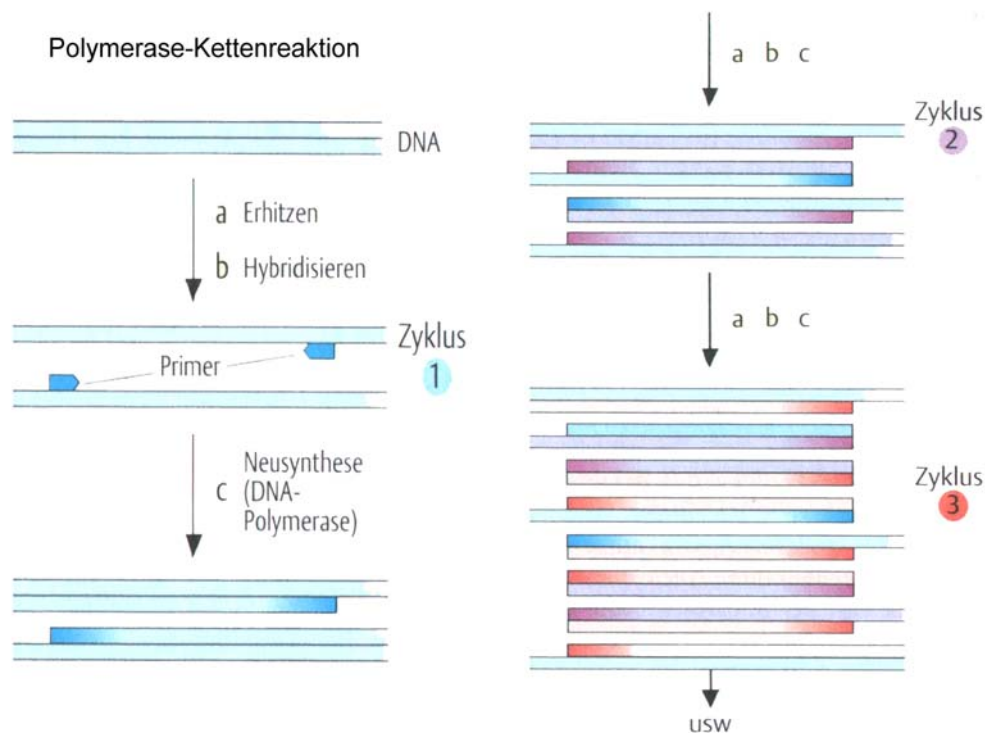 Polymerase-Kettenreaktion
DNA
a Erhitzen
b Hybridisieren
Primer
Zyklus
1
c Neusynthese
(DNA-
Polymerase)
a b c
Zyklus
2
a b c
Zyklus
3
usw